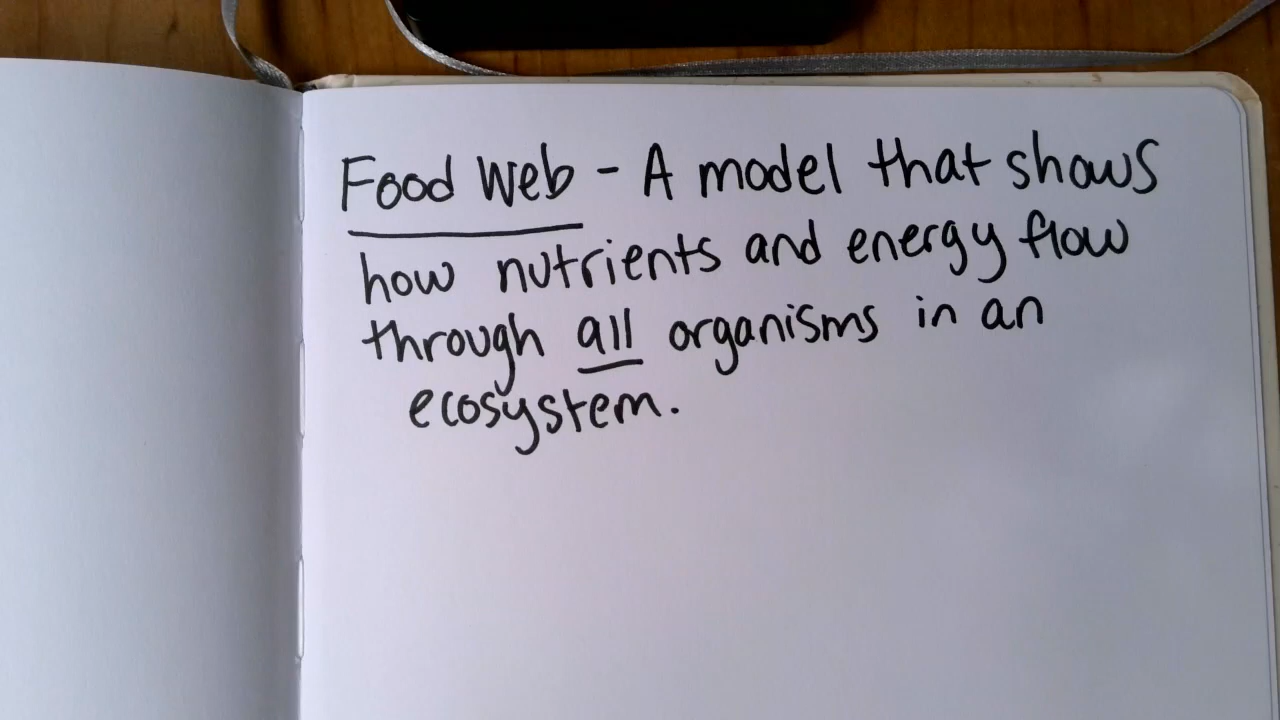 Food Web - A model that shows
how nutrients and energy flow
through all organisms in an
ecosystem.